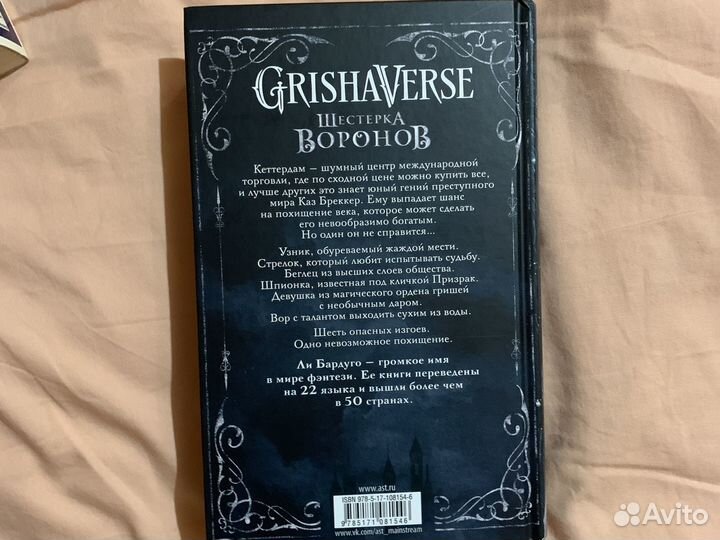 GRISHAVERSE
ШЕСТЕРКА
ВОРОНОВ
Кеттердам — шумный центр международной
торговли, где по сходной цене можно купить все,
и лучше других это знает юный гений преступного
мира Каз Бреккер. Ему выпадает шанс
на похищение века, которое может сделать
его невообразимо богатым.
Но один он не справится...
Узник, обуреваемый жаждой мести.
Стрелок, который любит испытывать судьбу.
Беглец из высших слоев общества.
Шпионка, известная под кличкой Призрак.
Девушка из магического ордена гришей
с необычным даром.
Вор с талантом выходить сухим из воды.
Шесть опасных изгоев.
Одно невозможное похищение.
Ли Бардуго — громкое имя
в мире фэнтези. Ее книги переведены
на 22 языка и вышли более чем
в 50 странах.
www.ast.ru
ISBN 978-5-17-108154-6
9 785171 081546
www.vk.com/ast_mainstream
Avito